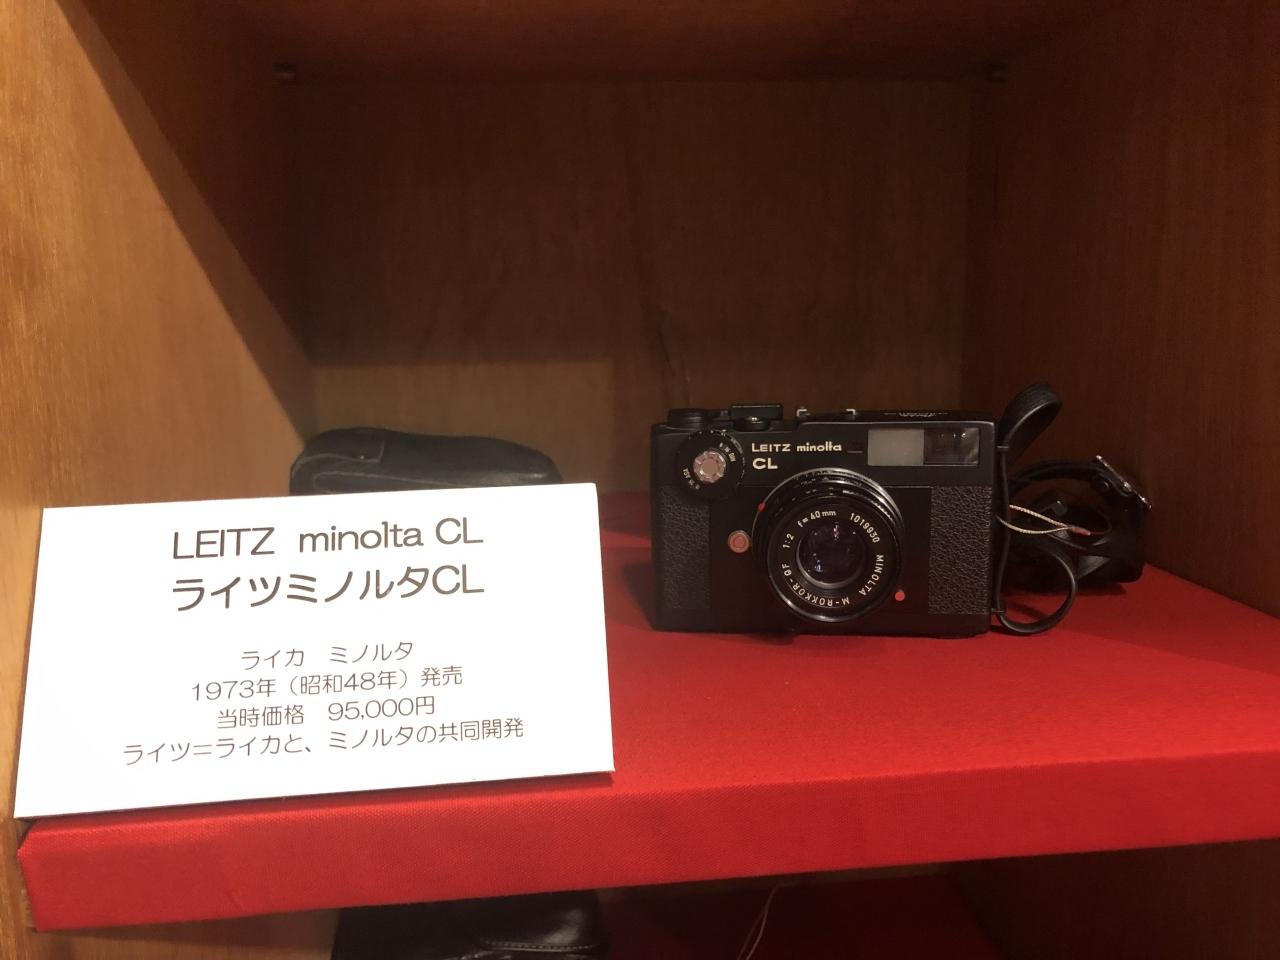 LEITZ minolta CL
ライツミノルタCL
ライカ ミノルタ
1973年（昭和48年）発売
当時価格 95,000円
ライツ＝ライカと、ミノルタの共同開発
LEITZ minolta
CL
1:2 f=40mm 1019930 MINOLTA M-ROKKOR-QF